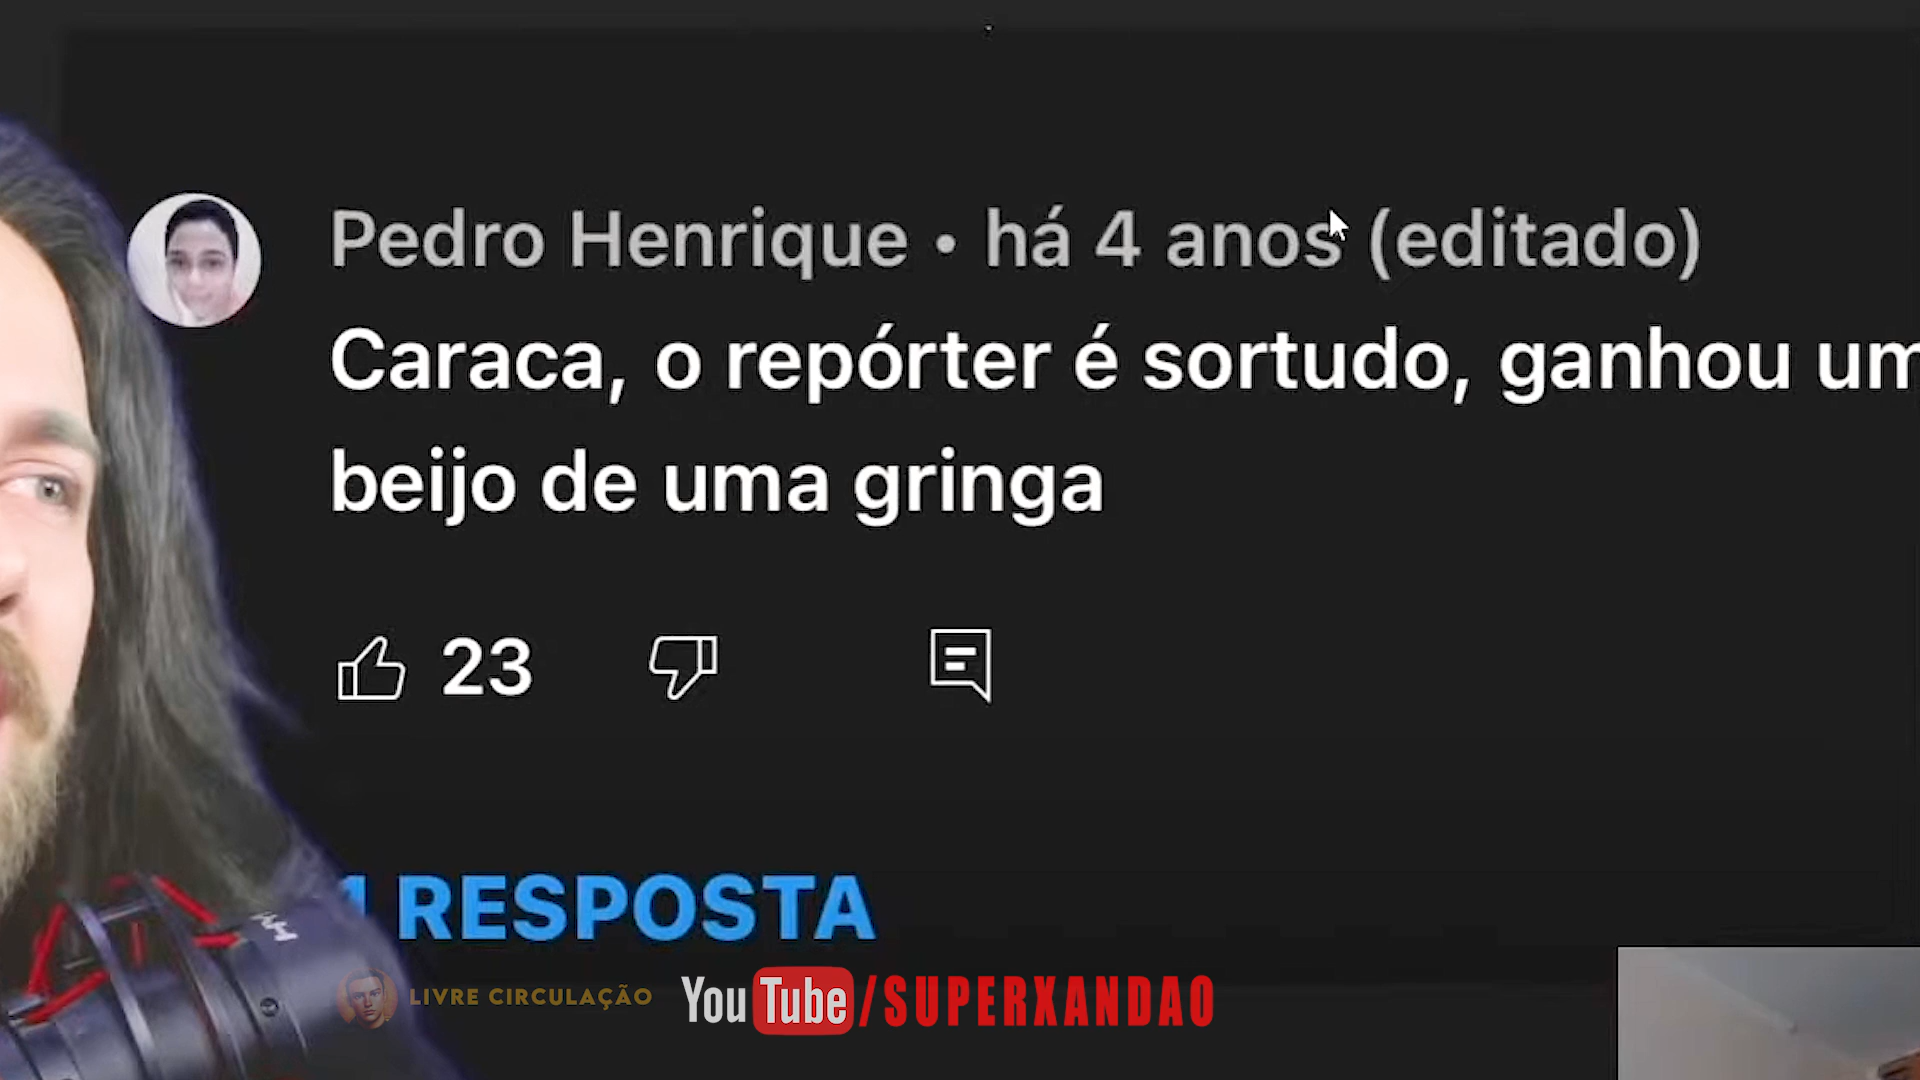 Pedro Henrique • há 4 anos (editado)
Caraca, o repórter é sortudo, ganhou um
beijo de uma gringa
23
1 RESPOSTA
LIVRE CIRCULAÇÃO YouTube/SUPERXANDAO